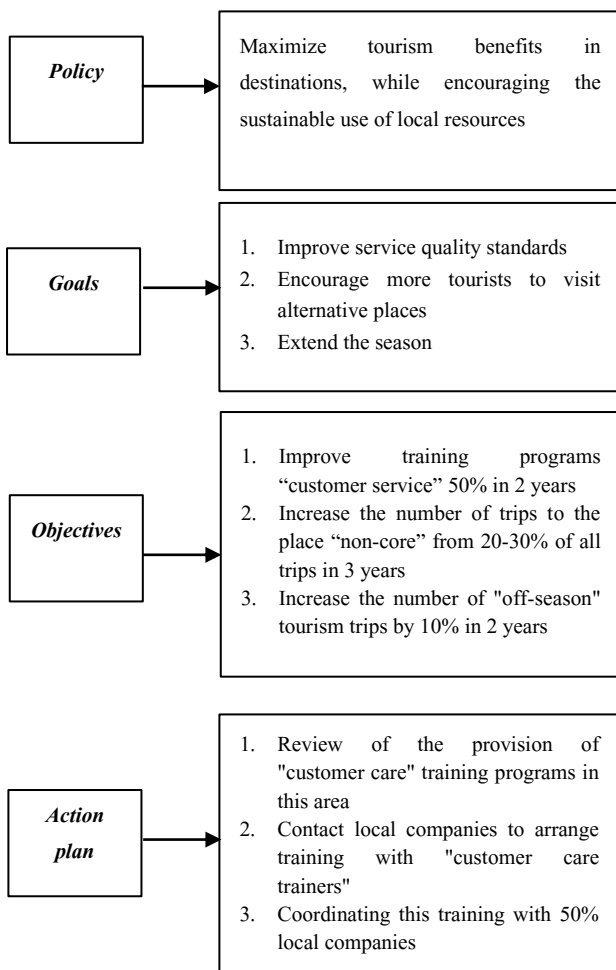 Policy
Maximize tourism benefits in
destinations, while encouraging the
sustainable use of local resources
Goals
1. Improve service quality standards
2. Encourage more tourists to visit
alternative places
3. Extend the season
Objectives
1. Improve training programs
“customer service” 50% in 2 years
2. Increase the number of trips to the
place “non-core” from 20-30% of all
trips in 3 years
3. Increase the number of "off-season"
tourism trips by 10% in 2 years
Action
plan
1. Review of the provision of
"customer care" training programs in
this area
2. Contact local companies to arrange
training with "customer care
trainers"
3. Coordinating this training with 50%
local companies